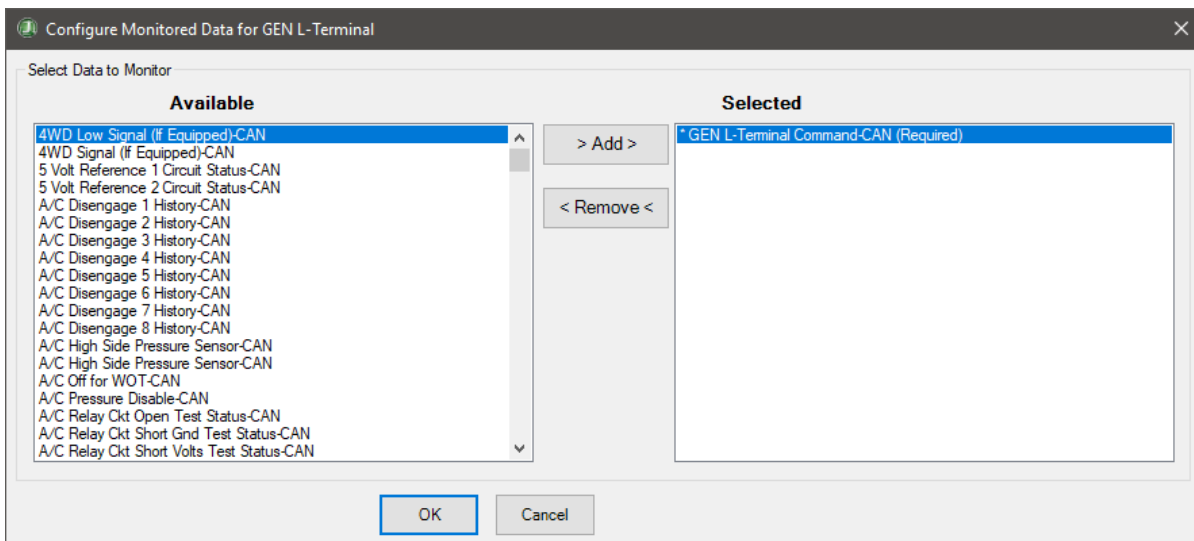 Configure Monitored Data for GEN L-Terminal
Select Data to Monitor
Available
4WD Low Signal (If Equipped)-CAN
4WD Signal (If Equipped)-CAN
5 Volt Reference 1 Circuit Status-CAN
5 Volt Reference 2 Circuit Status-CAN
A/C Disengage 1 History-CAN
A/C Disengage 2 History-CAN
A/C Disengage 3 History-CAN
A/C Disengage 4 History-CAN
A/C Disengage 5 History-CAN
A/C Disengage 6 History-CAN
A/C Disengage 7 History-CAN
A/C Disengage 8 History-CAN
A/C High Side Pressure Sensor-CAN
A/C High Side Pressure Sensor-CAN
A/C Off for WOT-CAN
A/C Pressure Disable-CAN
A/C Relay Ckt Open Test Status-CAN
A/C Relay Ckt Short Gnd Test Status-CAN
A/C Relay Ckt Short Volts Test Status-CAN
> Add >
< Remove <
Selected
* GEN L-Terminal Command-CAN (Required)
OK
Cancel